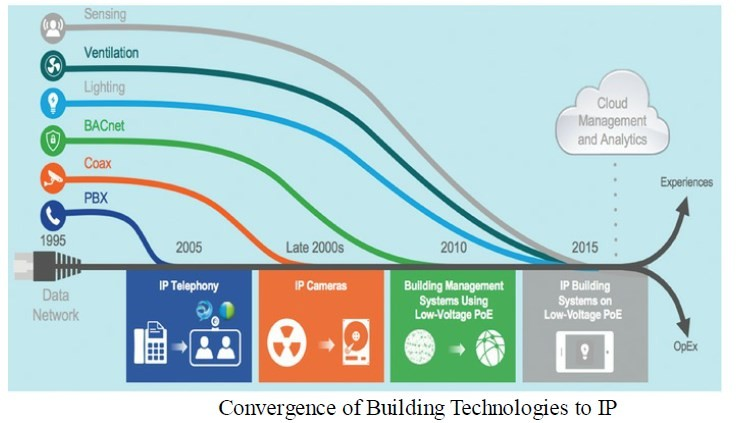 Sensing
Ventilation
Lighting
BACnet
Coax
PBX
1995
Data
Network
2005
Late 2000s
2010
2015
Cloud
Management
and Analytics
Experiences
OpEx
IP Telephony
IP Cameras
Building Management
Systems Using
Low-Voltage PoE
IP Building
Systems on
Low-Voltage PoE
Convergence of Building Technologies to IP